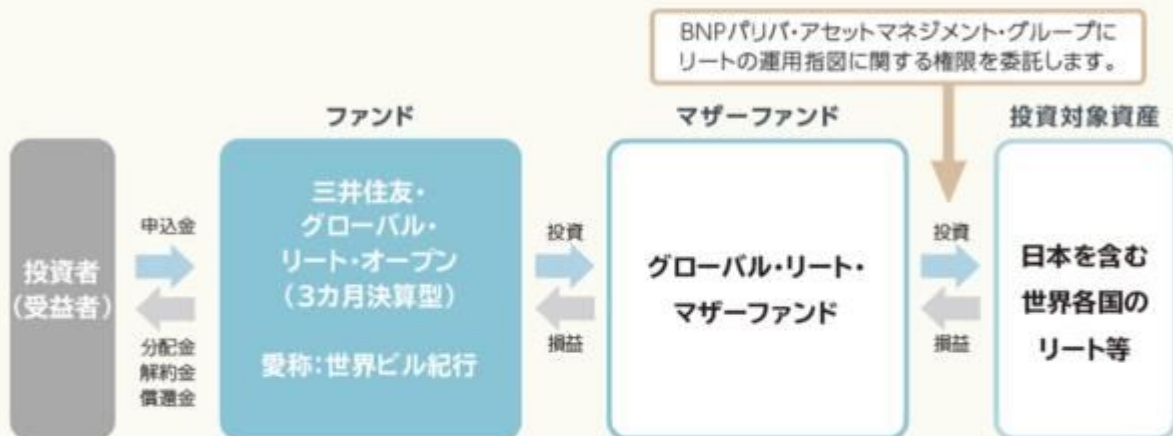 BNPパリバ・アセットマネジメント・グループに
リートの運用指図に関する権限を委託します。
ファンド
マザーファンド
投資対象資産
投資者
(受益者)
申込金
分配金
解約金
償還金
三井住友・
グローバル・
リート・オープン
(3カ月決算型)
愛称:世界ビル紀行
投資
損益
グローバル・リート・
マザーファンド
投資
損益
日本を含む
世界各国の
リート等